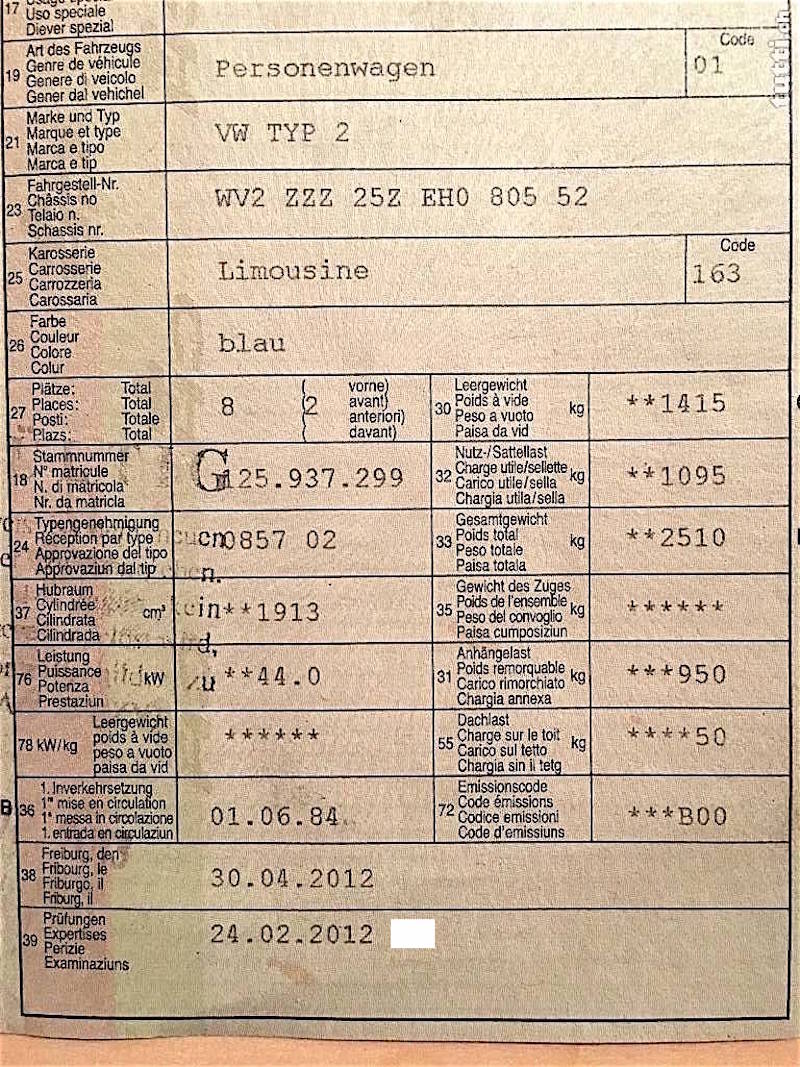 17
Uso speciale
Diever spezial
19
Art des Fahrzeugs
Genre de véhicule
Genere di veicolo
Gener dal vehichel
Personenwagen
Code
01
tutti.ch
21
Marke und Typ
Marque et type
Marca e tipo
Marca e tip
VW TYP 2
23
Fahrgestell-Nr.
Châssis no
Telaio n.
Schassis nr.
WV2 ZZZ 25Z EH0 805 52
25
Karosserie
Carrosserie
Carrozzeria
Carossaria
Limousine
Code
163
26
Farbe
Couleur
Colore
Colur
blau
27
Plätze: Total
Places: Total
Posti: Totale
Plazs: Total
8
(2
vorne)
avant)
anteriori)
davant)
30
Leergewicht
Poids à vide
Peso a vuoto
Paisa da vid
kg
**1415
18
Stammnummer
N° matricule
N. di matricola
Nr. da matricla
G
125.937.299
32
Nutz-/Sattellast
Charge utile/sellette
Carico utile/sella
Chargia utila/sella
kg
**1095
24
Typengenehmigung
Réception par type
Approvazione del tipo
Approvaziun dal tip
0857 02
33
Gesamtgewicht
Poids total
Peso totale
Paisa totala
kg
**2510
37
Hubraum
Cylindrée
Cilindrata
Cilindrada
cm³
**1913
35
Gewicht des Zuges
Poids de l'ensemble
Peso del convoglio
Paisa cumposiziun
kg
******
76
Leistung
Puissance
Potenza
Prestaziun
kW
zu
**44.0
31
Anhängelast
Poids remorquable
Carico rimorchiato
Chargia annexa
kg
***950
78 kW/kg
Leergewicht
poids à vide
peso a vuoto
paisa da vid
******
55
Dachlast
Charge sur le toit
Carico sul tetto
Chargia sin il tetg
kg
****50
B
36
1. Inverkehrsetzung
1re mise en circulation
1a messa in circolazione
1. entrada en circulaziun
01.06.84
72
Emissionscode
Code émissions
Codice emissioni
Code d'emissiuns
***B00
38
Freiburg, den
Fribourg, le
Friburgo, il
Friburg, il
30.04.2012
39
Prüfungen
Expertises
Perizie
Examinaziuns
24.02.2012